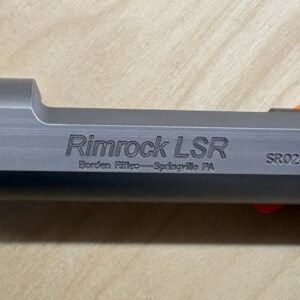 Rimrock LSR
Borden Rifles----Springville PA
SR02